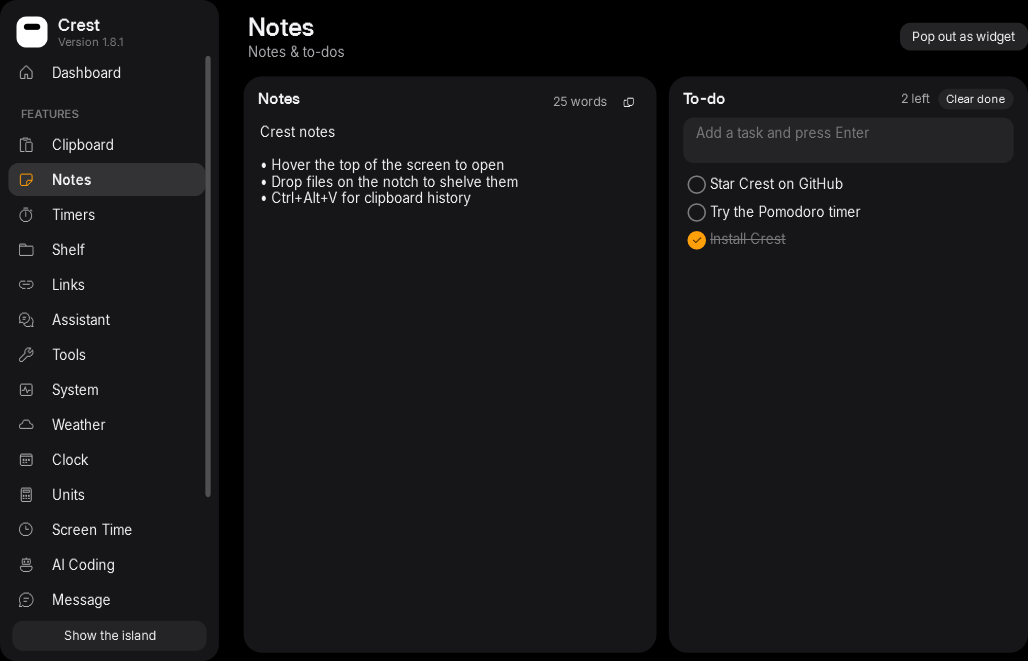 Crest
Version 1.8.1
Dashboard
FEATURES
Clipboard
Notes
Timers
Shelf
Links
Assistant
Tools
System
Weather
Clock
Units
Screen Time
AI Coding
Message
Show the island
Notes
Notes & to-dos
Pop out as widget
Notes
25 words
Crest notes
• Hover the top of the screen to open
• Drop files on the notch to shelve them
• Ctrl+Alt+V for clipboard history
To-do
2 left
Clear done
Add a task and press Enter
Star Crest on GitHub
Try the Pomodoro timer
Install Crest